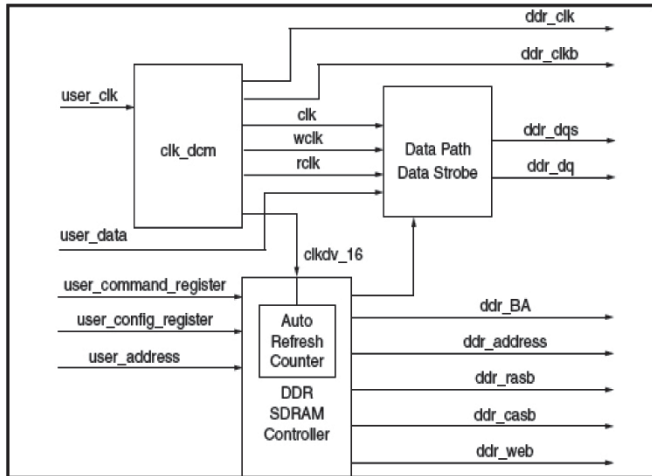 ddr_clk
ddr_clkb
user_clk
clk_dcm
clk
wclk
rclk
Data Path
Data Strobe
ddr_dqs
ddr_dq
user_data
clkdv_16
user_command_register
user_config_register
user_address
Auto
Refresh
Counter
DDR
SDRAM
Controller
ddr_BA
ddr_address
ddr_rasb
ddr_casb
ddr_web